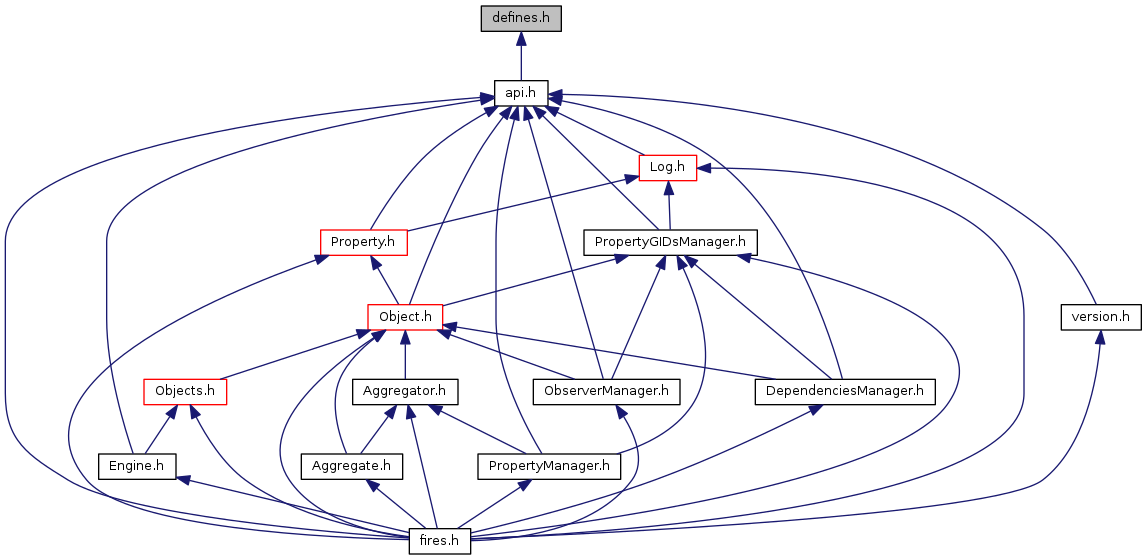 defines.h
api.h
Log.h
Property.h
PropertyGIDsManager.h
Object.h
version.h
Objects.h
Aggregator.h
ObserverManager.h
DependenciesManager.h
Engine.h
Aggregate.h
PropertyManager.h
fires.h